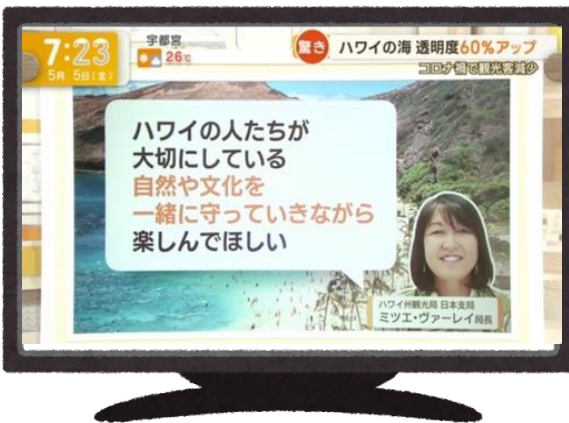 7:23
5月 5日(金)
宇都宮
26℃
驚き ハワイの海 透明度60%アップ
コロナ禍で観光客減少
ハワイの人たちが
大切にしている
自然や文化を
一緒に守っていきながら
楽しんでほしい
ハワイ州観光局 日本支局
ミツエ・ヴァーレイ局長